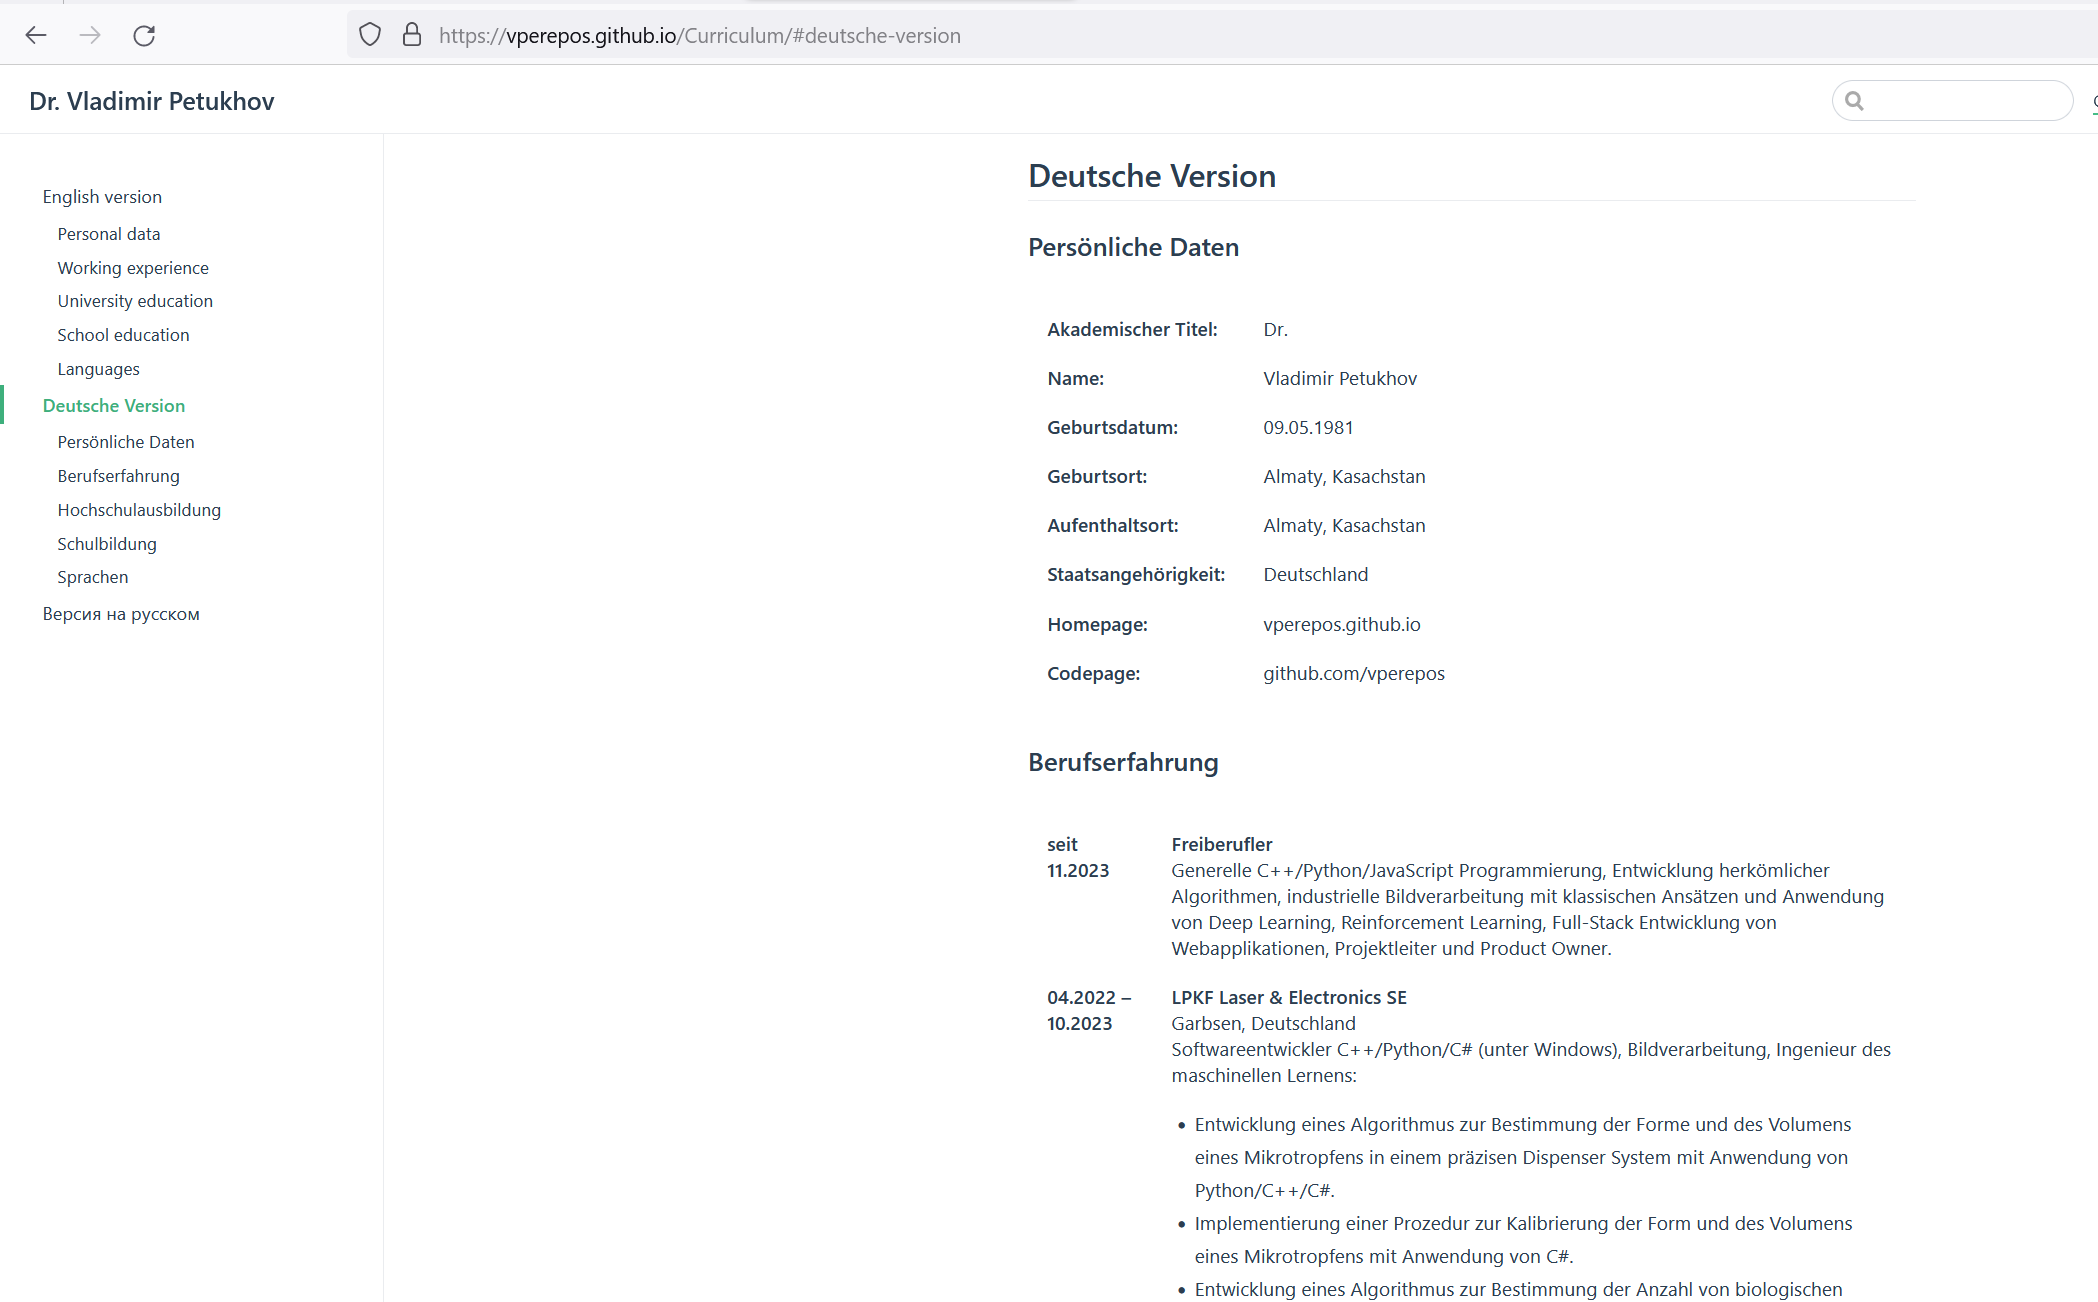 https://vperepos.github.io/Curriculum/#deutsche-version
Dr. Vladimir Petukhov
English version
Personal data
Working experience
University education
School education
Languages
Deutsche Version
Persönliche Daten
Berufserfahrung
Hochschulausbildung
Schulbildung
Sprachen
Версия на русском
Deutsche Version
Persönliche Daten
Akademischer Titel: Dr.
Name: Vladimir Petukhov
Geburtsdatum: 09.05.1981
Geburtsort: Almaty, Kasachstan
Aufenthaltsort: Almaty, Kasachstan
Staatsangehörigkeit: Deutschland
Homepage: vperepos.github.io
Codepage: github.com/vperepos
Berufserfahrung
seit
11.2023
Freiberufler
Generelle C++/Python/JavaScript Programmierung, Entwicklung herkömlicher
Algorithmen, industrielle Bildverarbeitung mit klassischen Ansätzen und Anwendung
von Deep Learning, Reinforcement Learning, Full-Stack Entwicklung von
Webapplikationen, Projektleiter und Product Owner.
04.2022 –
10.2023
LPKF Laser & Electronics SE
Garbsen, Deutschland
Softwareentwickler C++/Python/C# (unter Windows), Bildverarbeitung, Ingenieur des
maschinellen Lernens:
• Entwicklung eines Algorithmus zur Bestimmung der Forme und des Volumens
eines Mikrotropfens in einem präzisen Dispenser System mit Anwendung von
Python/C++/C#.
• Implementierung einer Prozedur zur Kalibrierung der Form und des Volumens
eines Mikrotropfens mit Anwendung von C#.
• Entwicklung eines Algorithmus zur Bestimmung der Anzahl von biologischen